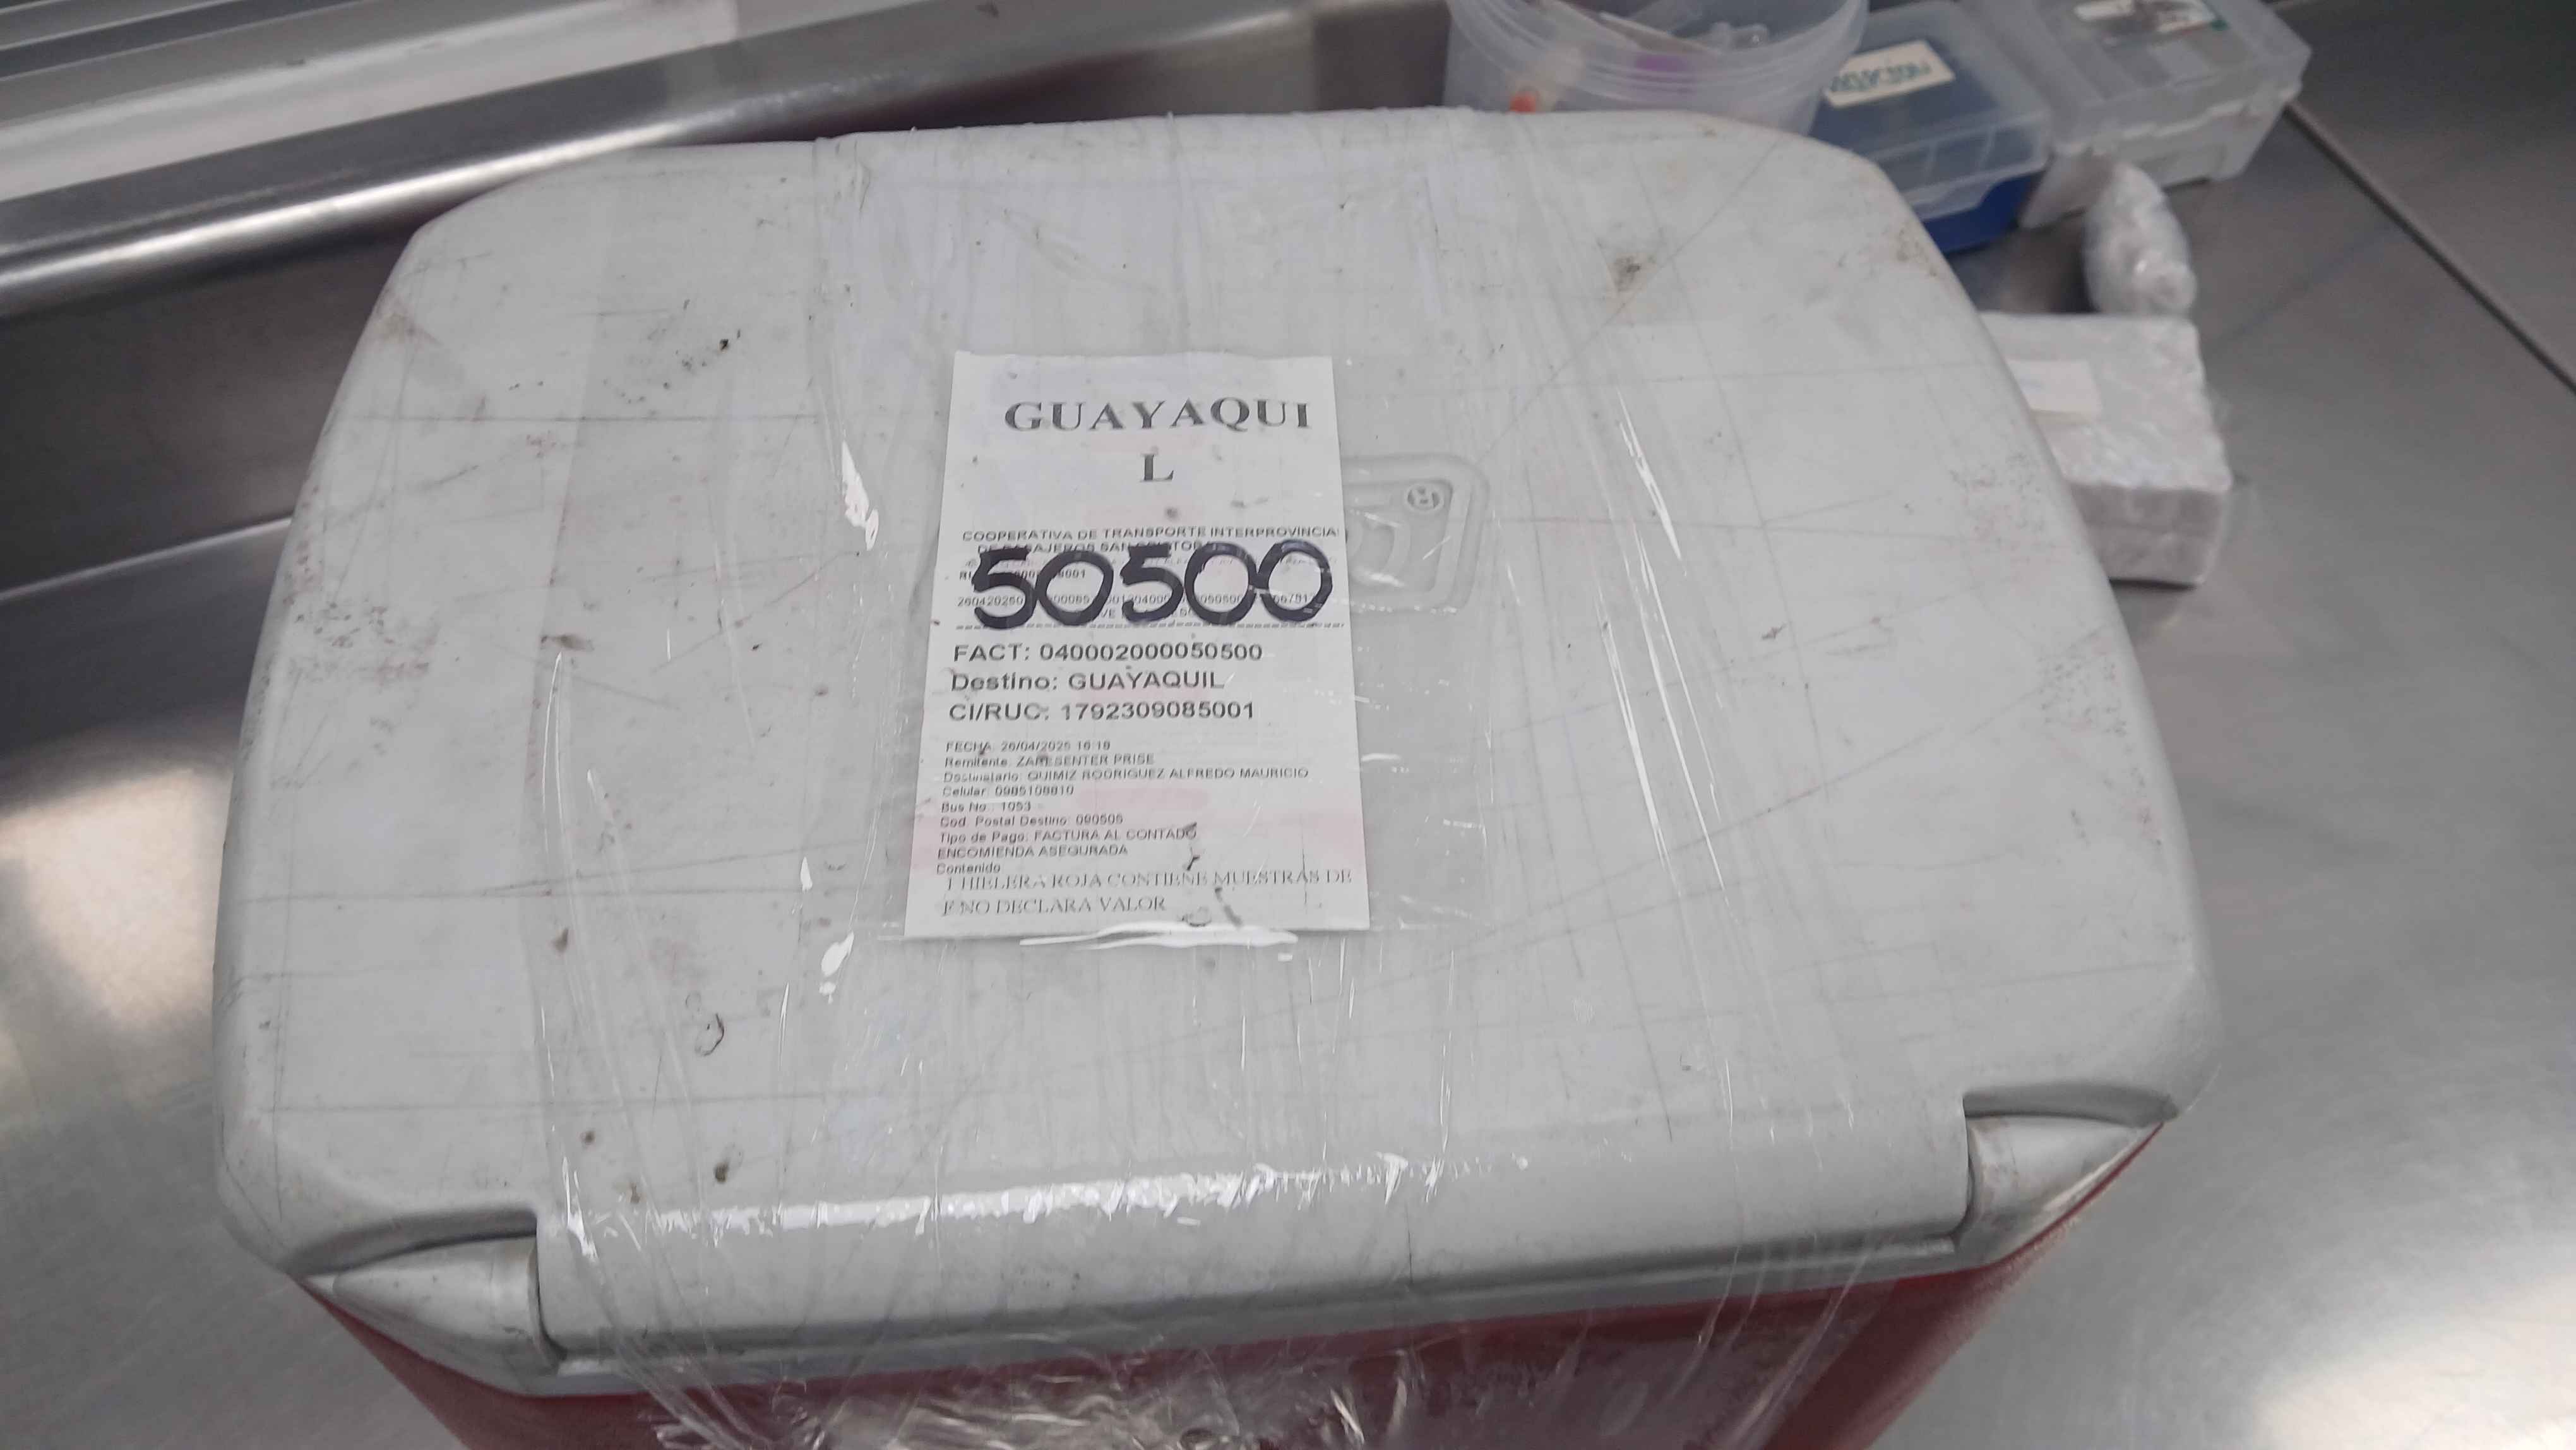 GUAYAQUI
L
COOPERATIVA DE TRANSPORTE INTERPROVINCIA
50500
FACT: 040002000050500
Destino: GUAYAQUIL
CI/RUC: 1792309085001
FECHA: 26/04/2025 16:18
Remitente: ZARESENTER PRISE
Destinatario: QUIMIZ RODRIGUEZ ALFREDO MAURICIO
Celular: 0985108810
Bus No.: 1053
Cod. Postal Destino: 090505
Tipo de Pago: FACTURA AL CONTADO
ENCOMIENDA ASEGURADA
Contenido
1 HIELERA ROJA CONTIENE MUESTRAS DE
F NO DECLARA VALOR